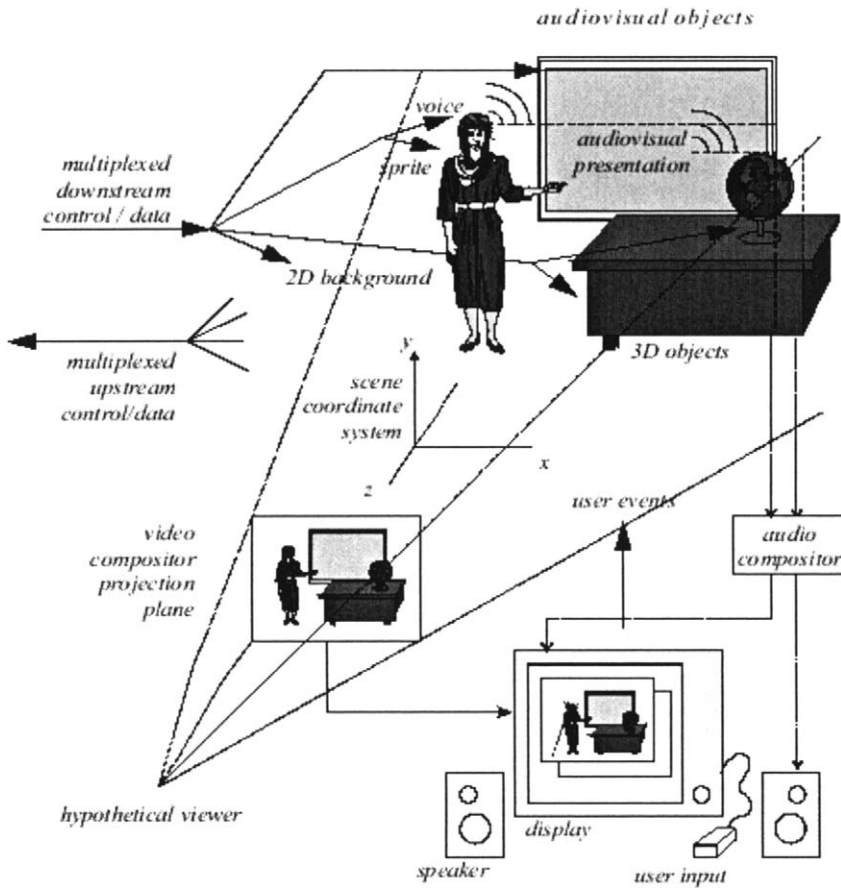 audiovisual objects
voice
sprite
audiovisual
presentation
multiplexed
downstream
control / data
2D background
3D objects
multiplexed
upstream
control/data
y
scene
coordinate
system
x
z
user events
video
compositor
projection
plane
audio
compositor
hypothetical viewer
display
speaker
user input